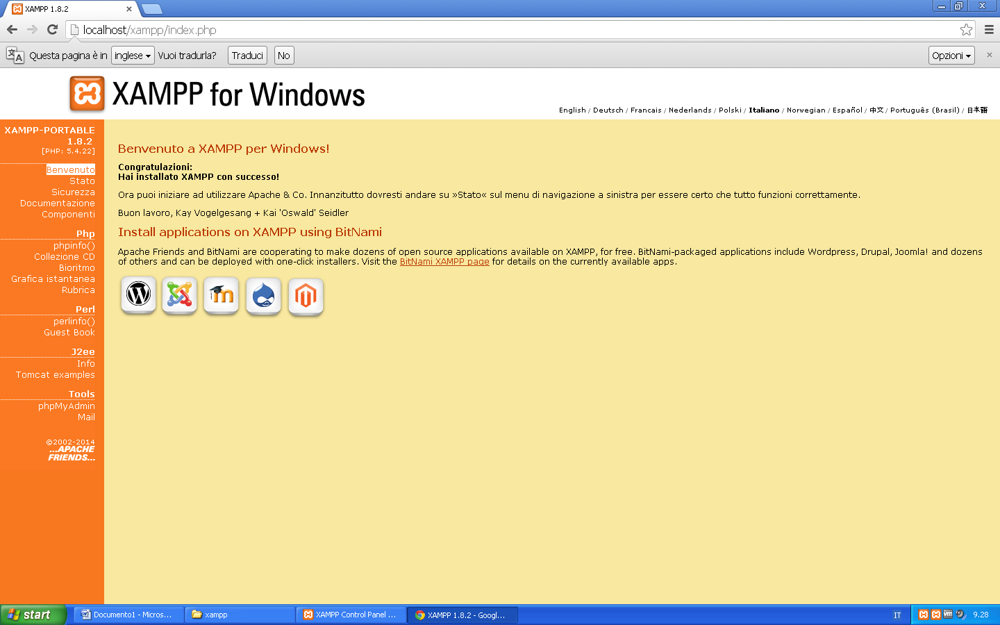 XAMPP 1.8.2
localhost/xampp/index.php
Questa pagina è in inglese Vuoi tradurla? Traduci No Opzioni
XAMPP for Windows
English / Deutsch / Francais / Nederlands / Polski / Italiano / Norwegian / Español / 中文 / Português (Brasil) / 日本語
XAMPP-PORTABLE
1.8.2
[PHP: 5.4.22]
Benvenuto
Stato
Sicurezza
Documentazione
Componenti
Php
phpinfo()
Collezione CD
Bioritmo
Grafica istantanea
Rubrica
Perl
perlinfo()
Guest Book
J2ee
Info
Tomcat examples
Tools
phpMyAdmin
Mail
©2002-2014
...APACHE
FRIENDS...
Benvenuto a XAMPP per Windows!
Congratulazioni:
Hai installato XAMPP con successo!
Ora puoi iniziare ad utilizzare Apache & Co. Innanzitutto dovresti andare su »Stato« sul menu di navigazione a sinistra per essere certo che tutto funzioni correttamente.
Buon lavoro, Kay Vogelgesang + Kai 'Oswald' Seidler
Install applications on XAMPP using BitNami
Apache Friends and BitNami are cooperating to make dozens of open source applications available on XAMPP, for free. BitNami-packaged applications include Wordpress, Drupal, Joomla! and dozens
of others and can be deployed with one-click installers. Visit the BitNami XAMPP page for details on the currently available apps.
start
Documento1 - Micros...
xampp
XAMPP Control Panel ...
XAMPP 1.8.2 - Googl...
IT
vm
9.28